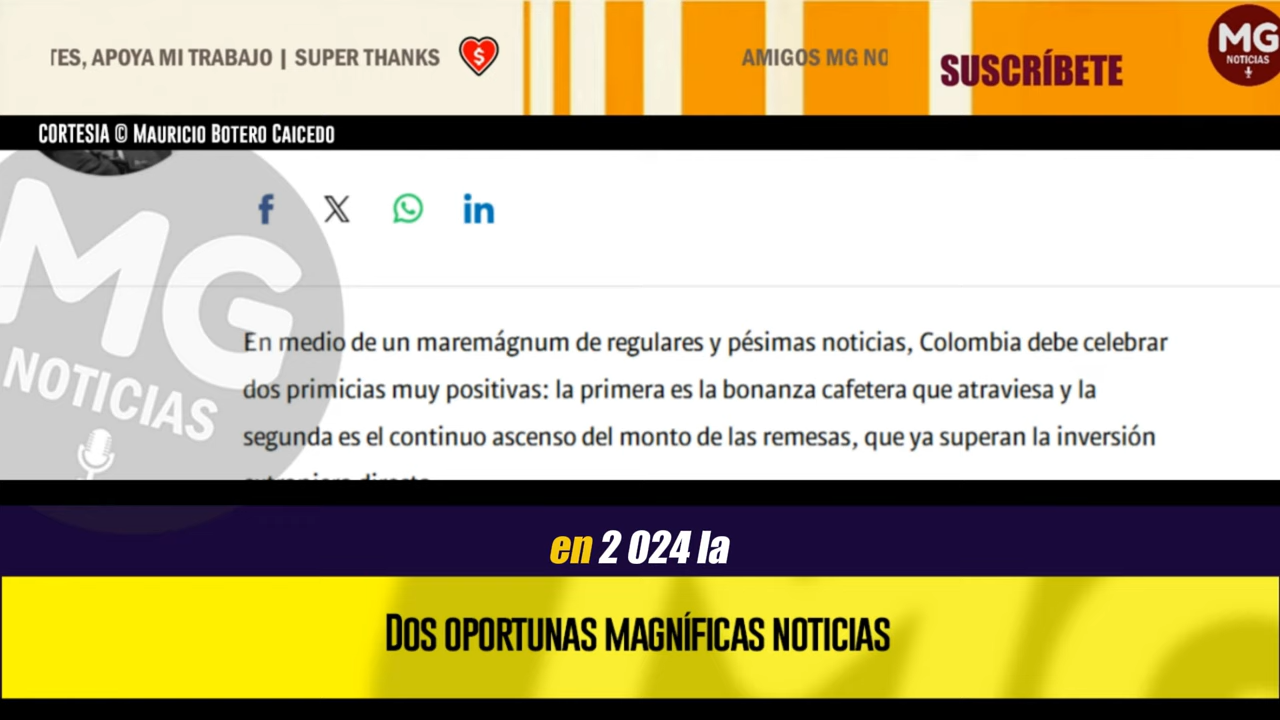 TES, APOYA MI TRABAJO | SUPER THANKS
AMIGOS MG NO
SUSCRÍBETE
MG
NOTICIAS
CORTESIA © Mauricio Botero Caicedo
MG
NOTICIAS
En medio de un maremágnum de regulares y pésimas noticias, Colombia debe celebrar
dos primicias muy positivas: la primera es la bonanza cafetera que atraviesa y la
segunda es el continuo ascenso del monto de las remesas, que ya superan la inversión
en 2 024 la
Dos oportunas magníficas noticias